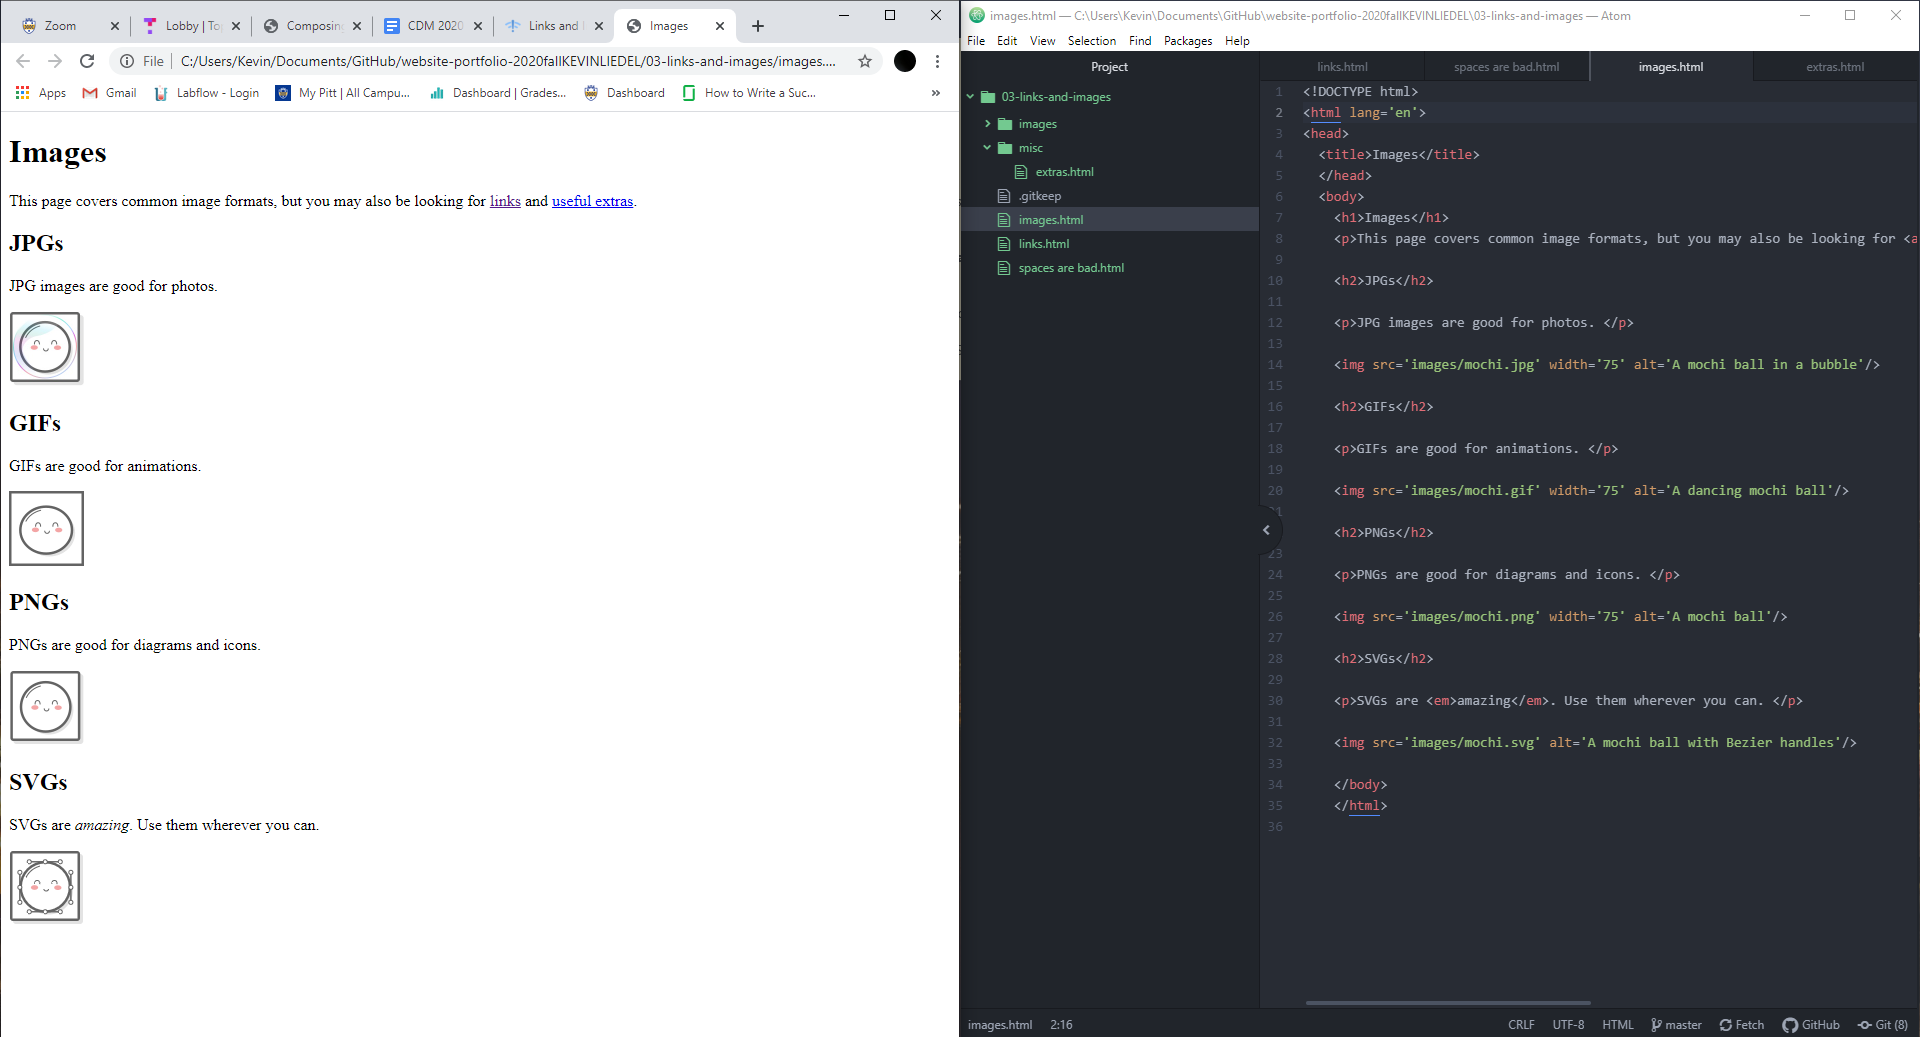 Zoom
Lobby | To
Composing
CDM 2020
Links and
Images
File C:/Users/Kevin/Documents/GitHub/website-portfolio-2020fallKEVINLIEDEL/03-links-and-images/images....
Apps Gmail Labflow - Login My Pitt | All Campu... Dashboard | Grades... Dashboard How to Write a Suc... »
Images
This page covers common image formats, but you may also be looking for links and useful extras.
JPGs
JPG images are good for photos.
GIFs
GIFs are good for animations.
PNGs
PNGs are good for diagrams and icons.
SVGs
SVGs are amazing. Use them wherever you can.
images.html — C:\Users\Kevin\Documents\GitHub\website-portfolio-2020fallKEVINLIEDEL\03-links-and-images — Atom
File Edit View Selection Find Packages Help
Project
03-links-and-images
images
misc
extras.html
.gitkeep
images.html
links.html
spaces are bad.html
links.html spaces are bad.html images.html extras.html
1 <!DOCTYPE html>
2 <html lang='en'>
3 <head>
4 <title>Images</title>
5 </head>
6 <body>
7 <h1>Images</h1>
8 <p>This page covers common image formats, but you may also be looking for <a
9
10 <h2>JPGs</h2>
11
12 <p>JPG images are good for photos. </p>
13
14 <img src='images/mochi.jpg' width='75' alt='A mochi ball in a bubble'/>
15
16 <h2>GIFs</h2>
17
18 <p>GIFs are good for animations. </p>
19
20 <img src='images/mochi.gif' width='75' alt='A dancing mochi ball'/>
21
<h2>PNGs</h2>
23
24 <p>PNGs are good for diagrams and icons. </p>
25
26 <img src='images/mochi.png' width='75' alt='A mochi ball'/>
27
28 <h2>SVGs</h2>
29
30 <p>SVGs are <em>amazing</em>. Use them wherever you can. </p>
31
32 <img src='images/mochi.svg' alt='A mochi ball with Bezier handles'/>
33
34 </body>
35 </html>
36
images.html 2:16 CRLF UTF-8 HTML master Fetch GitHub Git (8)